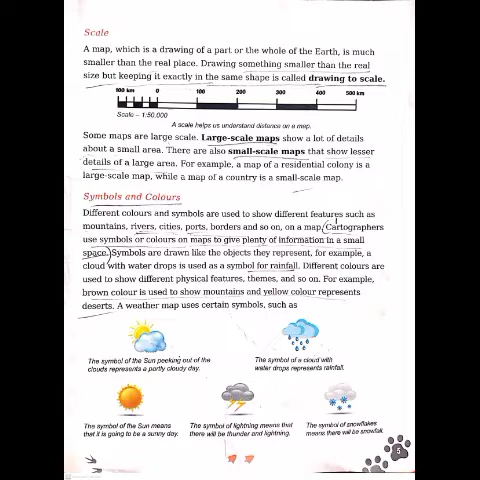 Scale
A map, which is a drawing of a part or the whole of the Earth, is much
smaller than the real place. Drawing something smaller than the real
size but keeping it exactly in the same shape is called drawing to scale.
100 km 0 100 200 300 400 500 km
Scale – 1:50,000
A scale helps us understand distance on a map.
Some maps are large scale. Large-scale maps show a lot of details
about a small area. There are also small-scale maps that show lesser
details of a large area. For example, a map of a residential colony is a
large-scale map, while a map of a country is a small-scale map.
Symbols and Colours
Different colours and symbols are used to show different features such as
mountains, rivers, cities, ports, borders and so on, on a map. Cartographers
use symbols or colours on maps to give plenty of information in a small
space. Symbols are drawn like the objects they represent, for example, a
cloud with water drops is used as a symbol for rainfall. Different colours are
used to show different physical features, themes, and so on. For example,
brown colour is used to show mountains and yellow colour represents
deserts. A weather map uses certain symbols, such as
The symbol of the Sun peeking out of the
clouds represents a partly cloudy day.
The symbol of a cloud with
water drops represents rainfall.
The symbol of the Sun means
that it is going to be a sunny day.
The symbol of lightning means that
there will be thunder and lightning.
The symbol of snowflakes
means there will be snowfall.
5